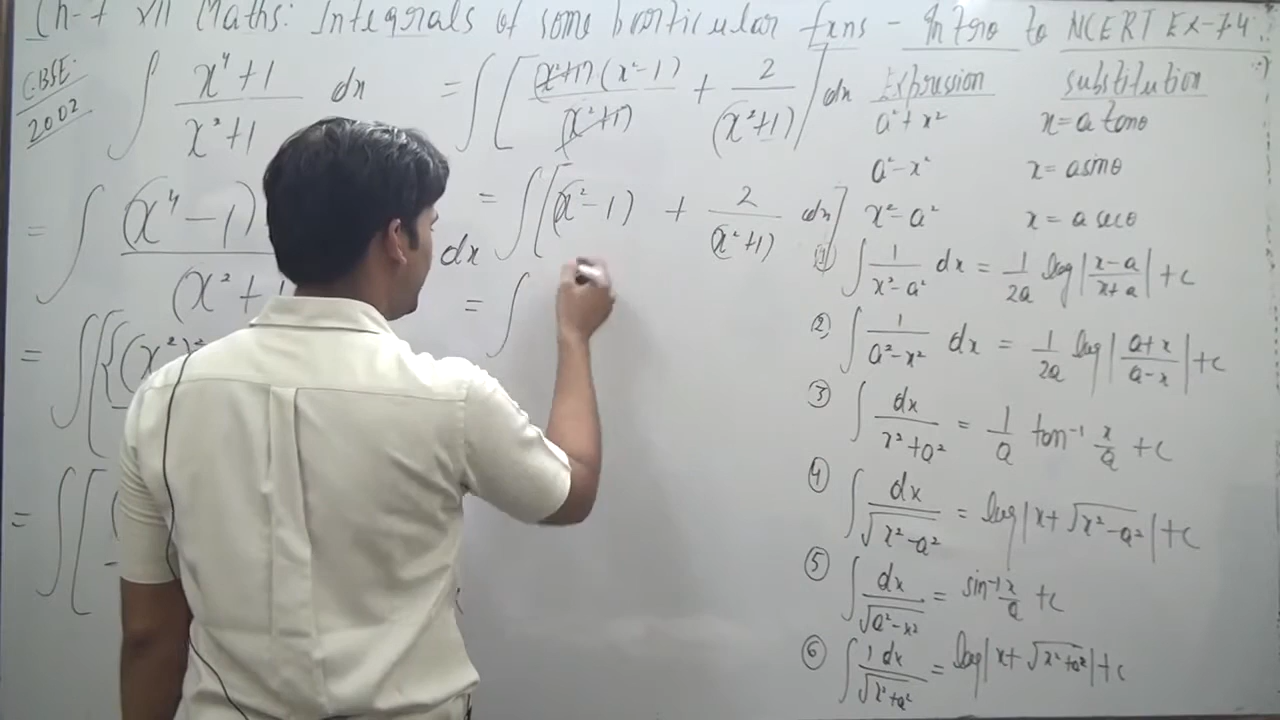 Ch-7 XII Maths: Integrals of some particular fxns - Intro to NCERT Ex-7.4
CBSE: 2002
∫ (x⁴+1)/(x²+1) dx = ∫[ (x²+1)(x²-1)/(x²+1) + 2/(x²+1) ] dx
= ∫ (x⁴-1) / (x²+1 dx
= ∫[{(x²)²
= ∫[
= ∫[(x²-1) + 2/(x²+1) dx]
= ∫
Expression substitution
a²+x² x = a tanθ
a²-x² x = a sinθ
x²-a² x = a secθ
① ∫ 1/(x²-a²) dx = 1/2a log|(x-a)/(x+a)| + c
② ∫ 1/(a²-x²) dx = 1/2a log|(a+x)/(a-x)| + c
③ ∫ dx/(x²+a²) = 1/a tan⁻¹ x/a + c
④ ∫ dx/√(x²-a²) = log|x+√(x²-a²)| + c
⑤ ∫ dx/√(a²-x²) = sin⁻¹ x/a + c
⑥ ∫ 1 dx/√(x²+a²) = log|x+√(x²+a²)| + c